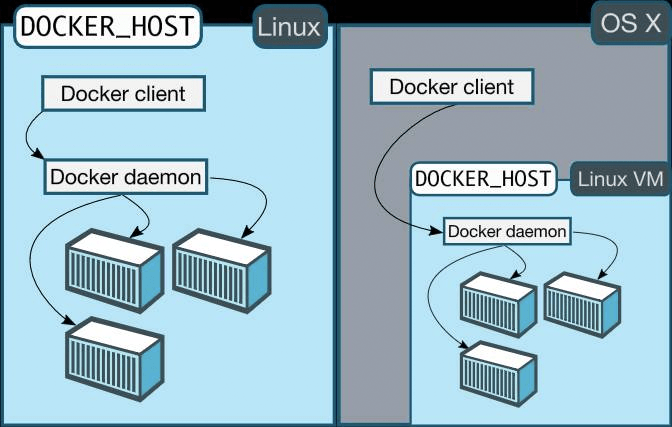 DOCKER_HOST
Linux
Docker client
Docker daemon
OS X
Docker client
DOCKER_HOST
Linux VM
Docker daemon